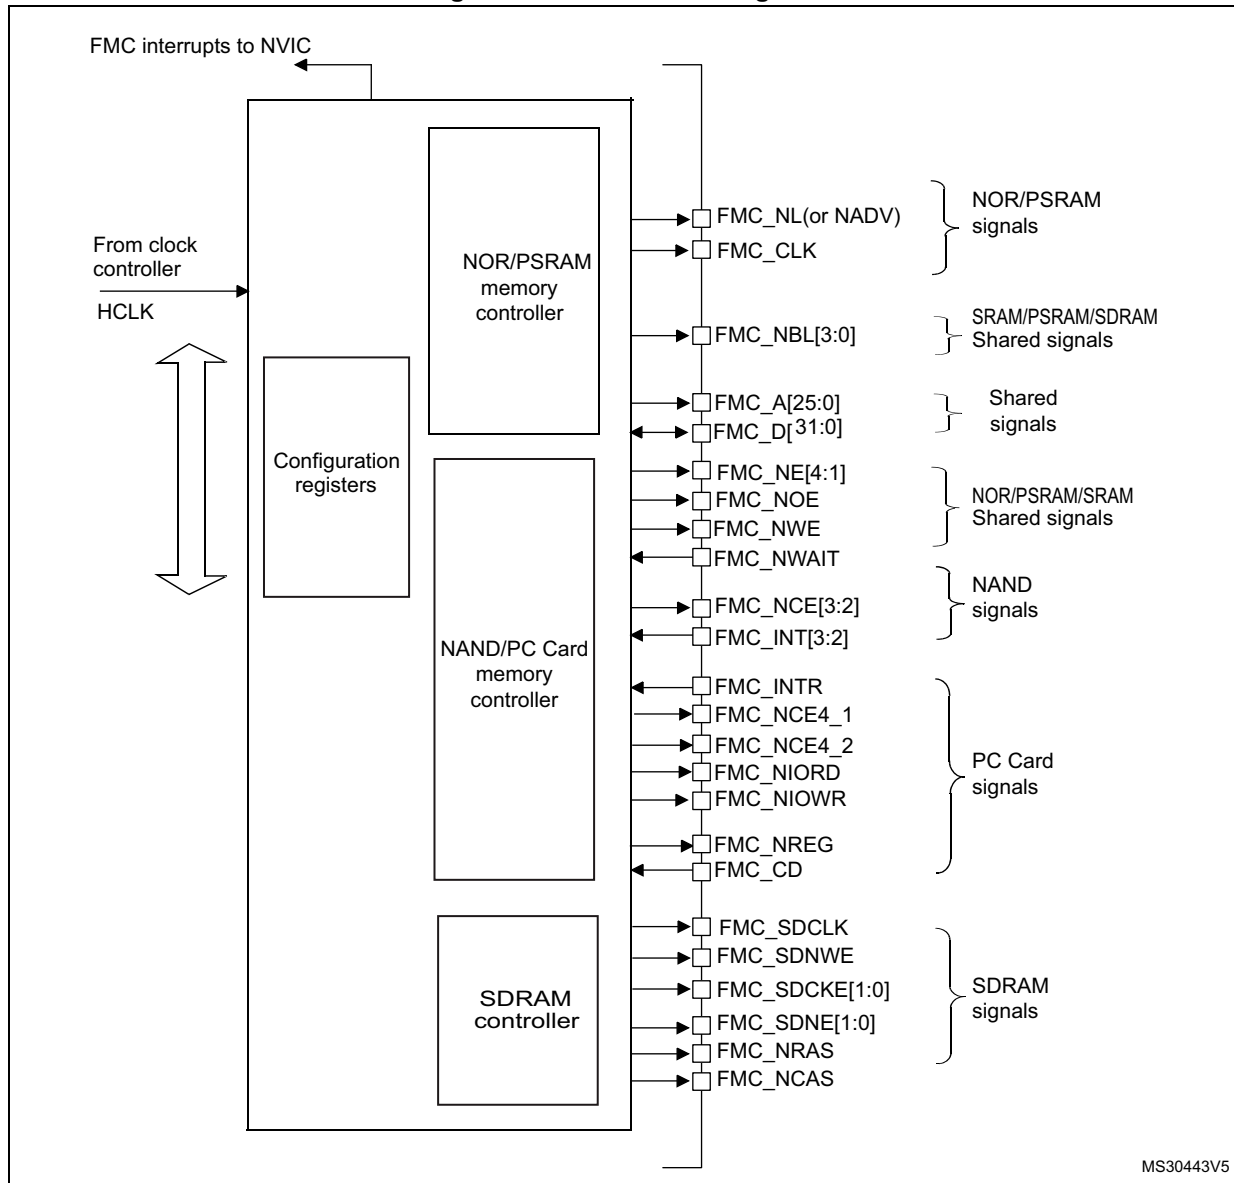 FMC interrupts to NVIC
From clock
controller
HCLK
Configuration
registers
NOR/PSRAM
memory
controller
NAND/PC Card
memory
controller
SDRAM
controller
FMC_NL(or NADV)
FMC_CLK
FMC_NBL[3:0]
FMC_A[25:0]
FMC_D[31:0]
FMC_NE[4:1]
FMC_NOE
FMC_NWE
FMC_NWAIT
FMC_NCE[3:2]
FMC_INT[3:2]
FMC_INTR
FMC_NCE4_1
FMC_NCE4_2
FMC_NIORD
FMC_NIOWR
FMC_NREG
FMC_CD
FMC_SDCLK
FMC_SDNWE
FMC_SDCKE[1:0]
FMC_SDNE[1:0]
FMC_NRAS
FMC_NCAS
NOR/PSRAM
signals
SRAM/PSRAM/SDRAM
Shared signals
Shared
signals
NOR/PSRAM/SRAM
Shared signals
NAND
signals
PC Card
signals
SDRAM
signals
MS30443V5